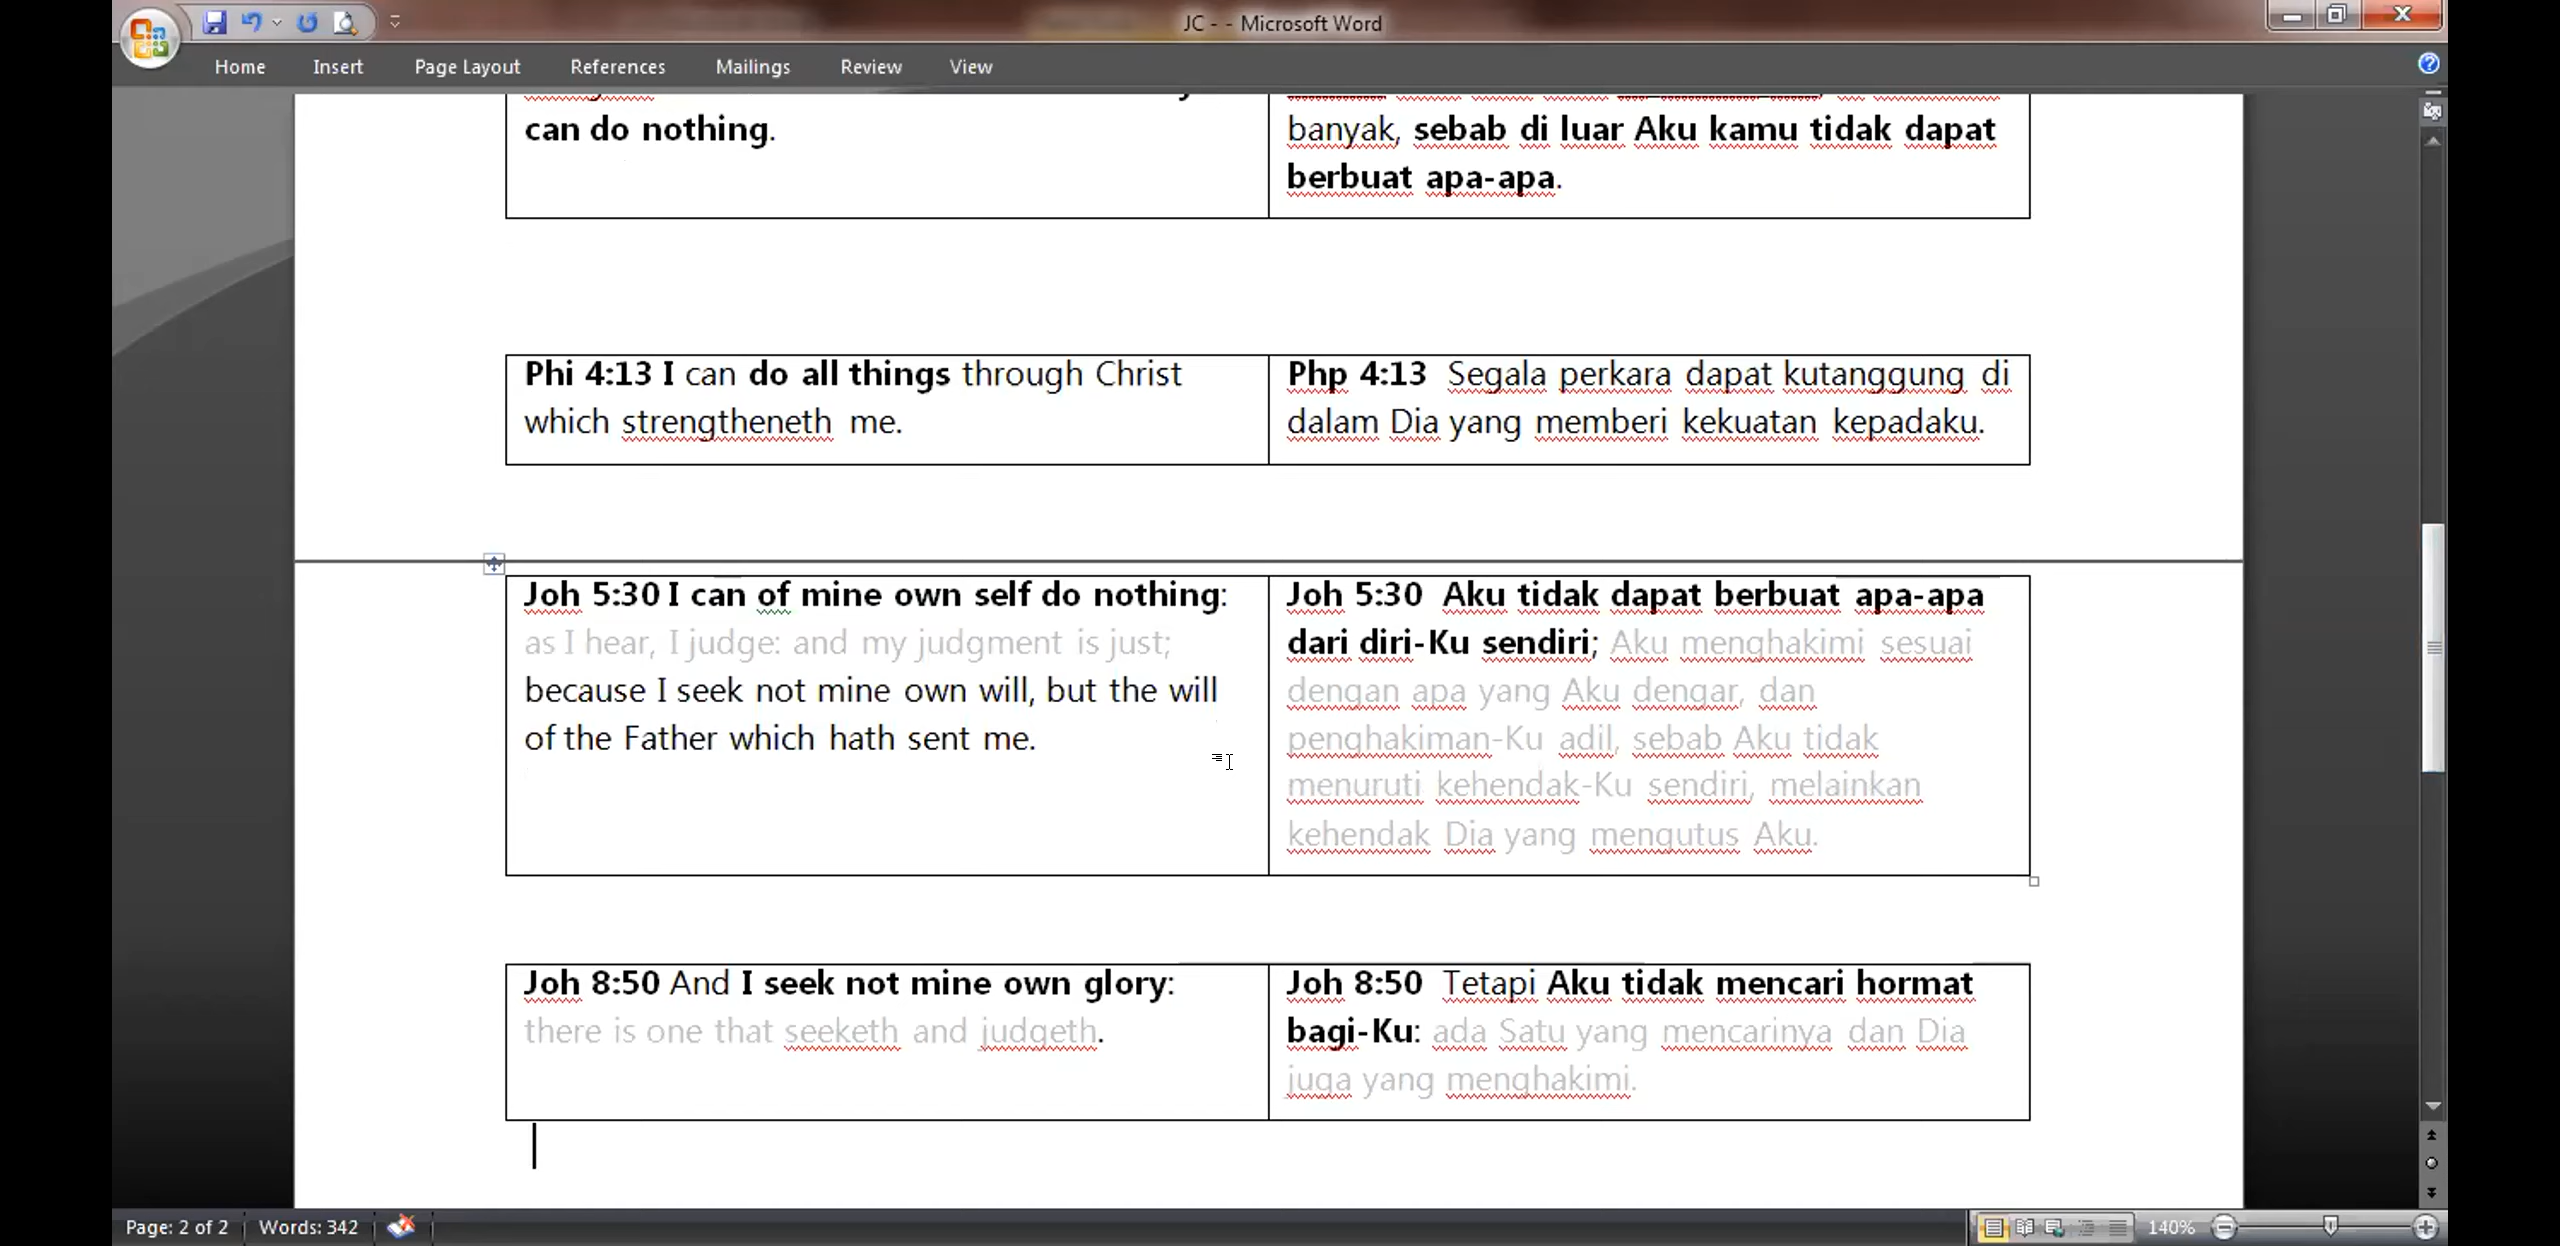 JC - - Microsoft Word
Home Insert Page Layout References Mailings Review View
can do nothing.
banyak, sebab di luar Aku kamu tidak dapat
berbuat apa-apa.
Phi 4:13 I can do all things through Christ
which strengtheneth me.
Php 4:13 Segala perkara dapat kutanggung di
dalam Dia yang memberi kekuatan kepadaku.
Joh 5:30 I can of mine own self do nothing:
as I hear, I judge: and my judgment is just;
because I seek not mine own will, but the will
of the Father which hath sent me.
Joh 5:30 Aku tidak dapat berbuat apa-apa
dari diri-Ku sendiri; Aku menghakimi sesuai
dengan apa yang Aku dengar, dan
penghakiman-Ku adil, sebab Aku tidak
menuruti kehendak-Ku sendiri, melainkan
kehendak Dia yang mengutus Aku.
Joh 8:50 And I seek not mine own glory:
there is one that seeketh and judgeth.
Joh 8:50 Tetapi Aku tidak mencari hormat
bagi-Ku: ada Satu yang mencarinya dan Dia
juga yang menghakimi.
Page: 2 of 2 Words: 342 140%